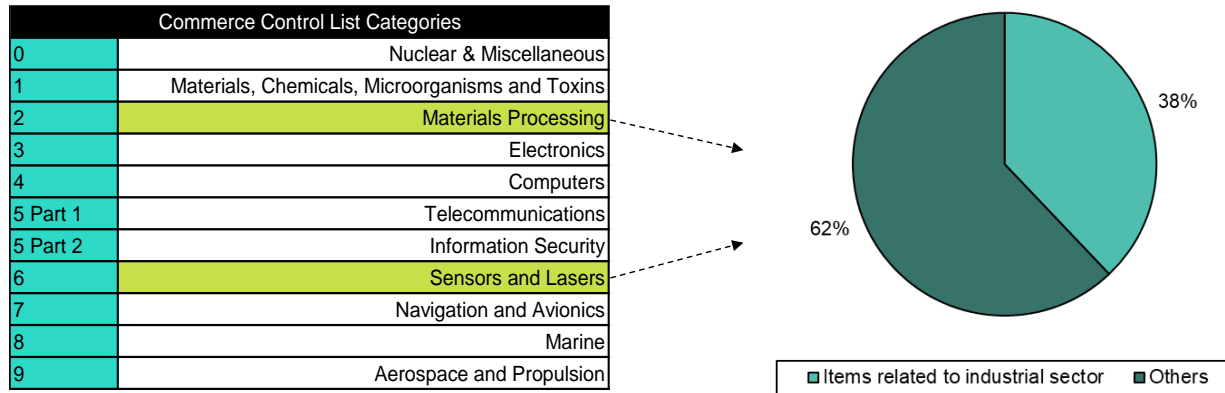 Commerce Control List Categories
0 Nuclear & Miscellaneous
1 Materials, Chemicals, Microorganisms and Toxins
2 Materials Processing
3 Electronics
4 Computers
5 Part 1 Telecommunications
5 Part 2 Information Security
6 Sensors and Lasers
7 Navigation and Avionics
8 Marine
9 Aerospace and Propulsion
38%
62%
Items related to industrial sector Others